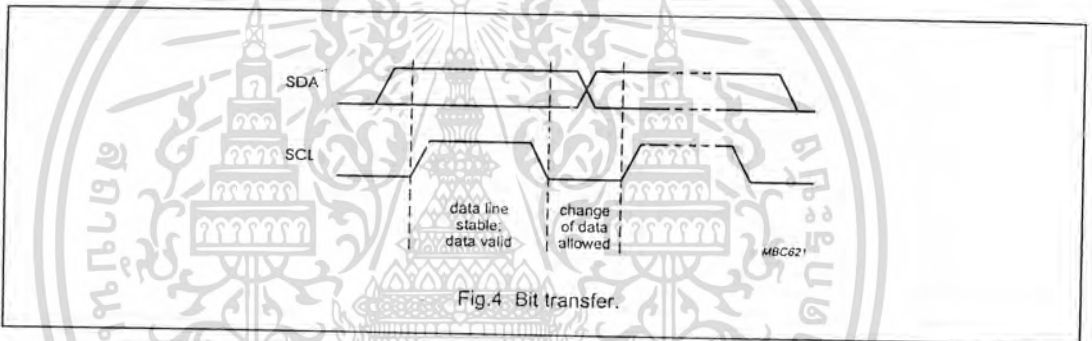 SDA
SCL
data line
stable;
data valid
change
of data
allowed
MBC621
Fig.4 Bit transfer.